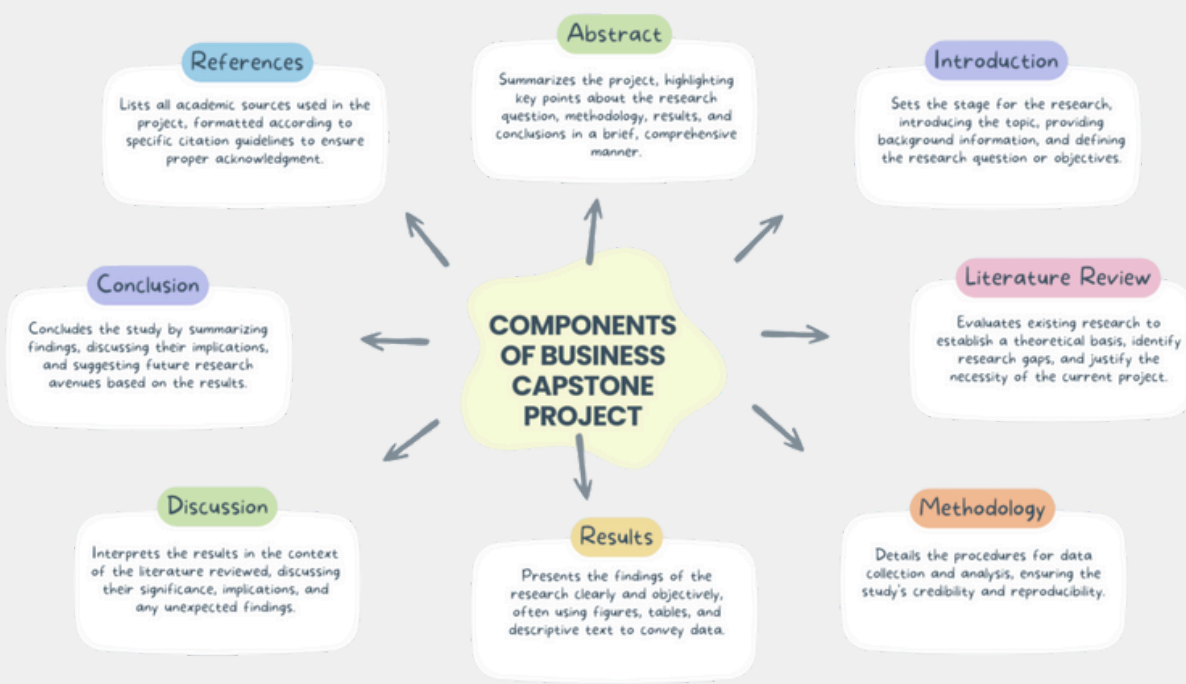 COMPONENTS
OF BUSINESS
CAPSTONE
PROJECT
Abstract
Summarizes the project, highlighting
key points about the research
question, methodology, results, and
conclusions in a brief, comprehensive
manner.
Introduction
Sets the stage for the research,
introducing the topic, providing
background information, and defining
the research question or objectives.
Literature Review
Evaluates existing research to
establish a theoretical basis, identify
research gaps, and justify the
necessity of the current project.
Methodology
Details the procedures for data
collection and analysis, ensuring the
study's credibility and reproducibility.
Results
Presents the findings of the
research clearly and objectively,
often using figures, tables, and
descriptive text to convey data.
Discussion
Interprets the results in the context
of the literature reviewed, discussing
their significance, implications, and
any unexpected findings.
Conclusion
Concludes the study by summarizing
findings, discussing their implications,
and suggesting future research
avenues based on the results.
References
Lists all academic sources used in the
project, formatted according to
specific citation guidelines to ensure
proper acknowledgment.